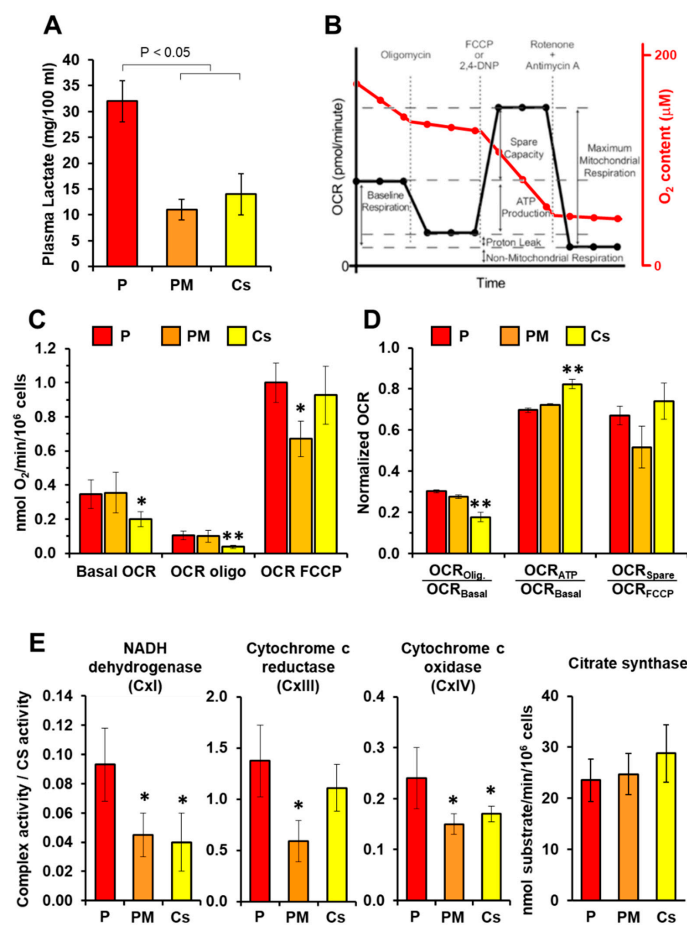 A
P < 0.05
Plasma Lactate (mg/100 ml)
40
35
30
25
20
15
10
5
0
P PM Cs
B
Oligomycin
FCCP
or
2,4-DNP
Rotenone
+
Antimycin A
200
OCR (pmol/minute)
O₂ content (µM)
Spare
Capacity
Maximum
Mitochondrial
Respiration
Baseline
Respiration
ATP
Production
Proton Leak
Non-Mitochondrial Respiration
0
0
Time
C
P PM Cs
nmol O₂/min/10⁶ cells
1.2
1.0
0.8
0.6
0.4
0.2
0.0
*
**
*
Basal OCR OCR oligo OCR FCCP
D
P PM Cs
Normalized OCR
1.0
0.8
0.6
0.4
0.2
0.0
**
**
OCR_Olig. OCR_ATP OCR_Spare
OCR_Basal OCR_Basal OCR_FCCP
E
NADH
dehydrogenase
(CxI)
Complex activity / CS activity
0.14
0.12
0.10
0.08
0.06
0.04
0.02
0.00
* *
P PM Cs
Cytochrome c
reductase
(CxIII)
2.0
1.5
1.0
0.5
0.0
*
P PM Cs
Cytochrome c
oxidase
(CxIV)
0.4
0.3
0.2
0.1
0.0
* *
P PM Cs
Citrate synthase
nmol substrate/min/10⁶ cells
40
30
20
10
0
P PM Cs